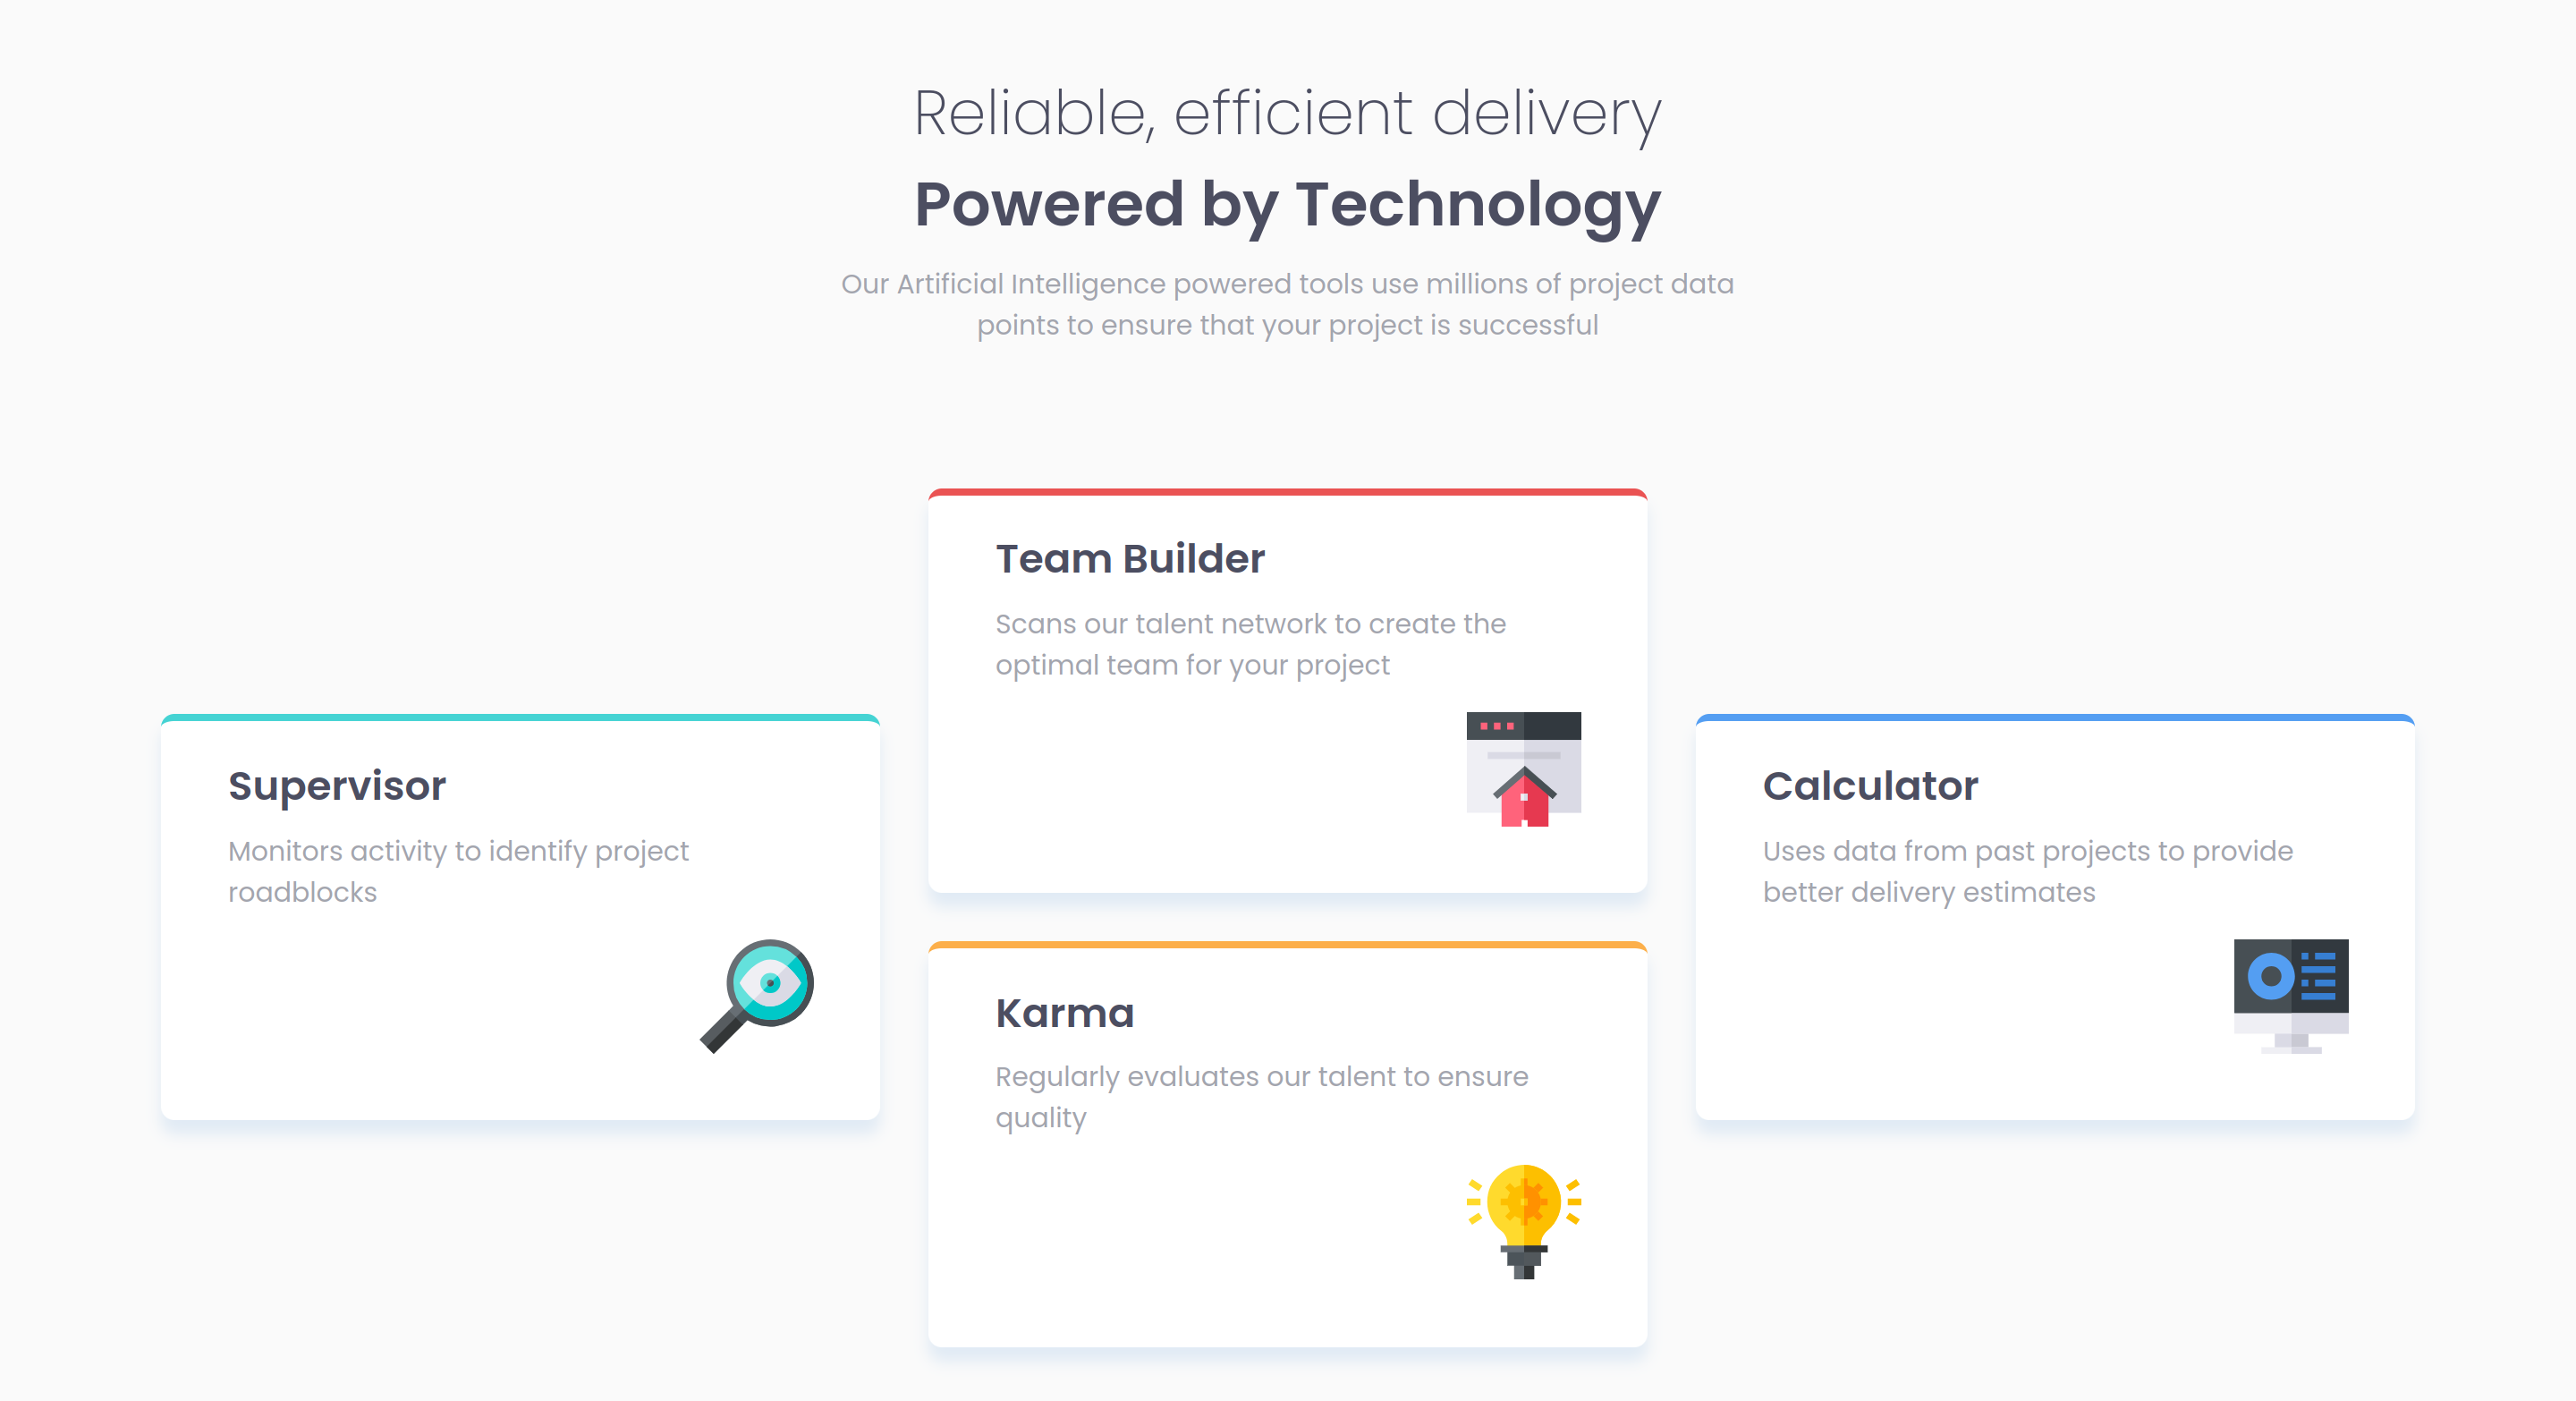 Reliable, efficient delivery
Powered by Technology
Our Artificial Intelligence powered tools use millions of project data
points to ensure that your project is successful
Supervisor
Monitors activity to identify project
roadblocks
Team Builder
Scans our talent network to create the
optimal team for your project
Karma
Regularly evaluates our talent to ensure
quality
Calculator
Uses data from past projects to provide
better delivery estimates